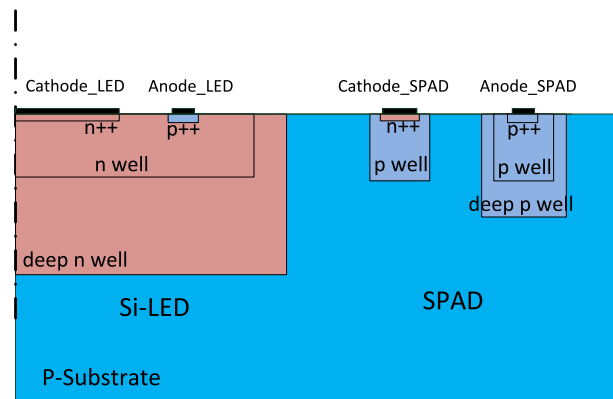 Cathode_LED Anode_LED Cathode_SPAD Anode_SPAD
n++ p++ n++ p++
n well p well p well
deep p well
deep n well
Si-LED SPAD
P-Substrate